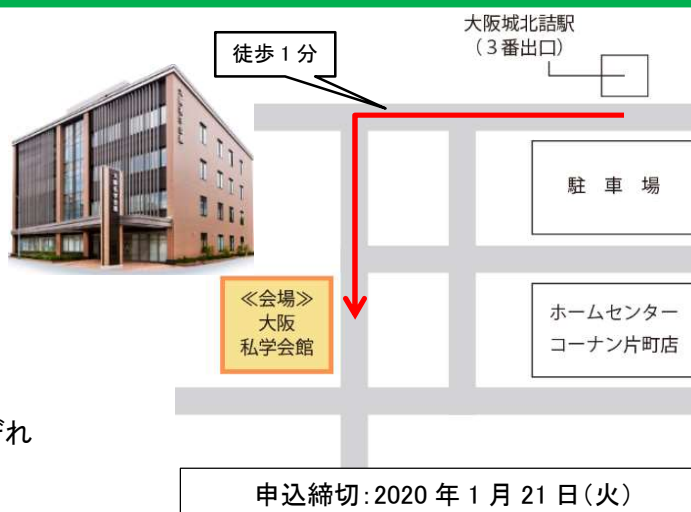 大阪城北詰駅
（３番出口）
徒歩１分
駐 車 場
≪会場≫
大阪
私学会館
ホームセンター
コーナン片町店
ぞれ
申込締切：2020 年 1 月 21 日（火）